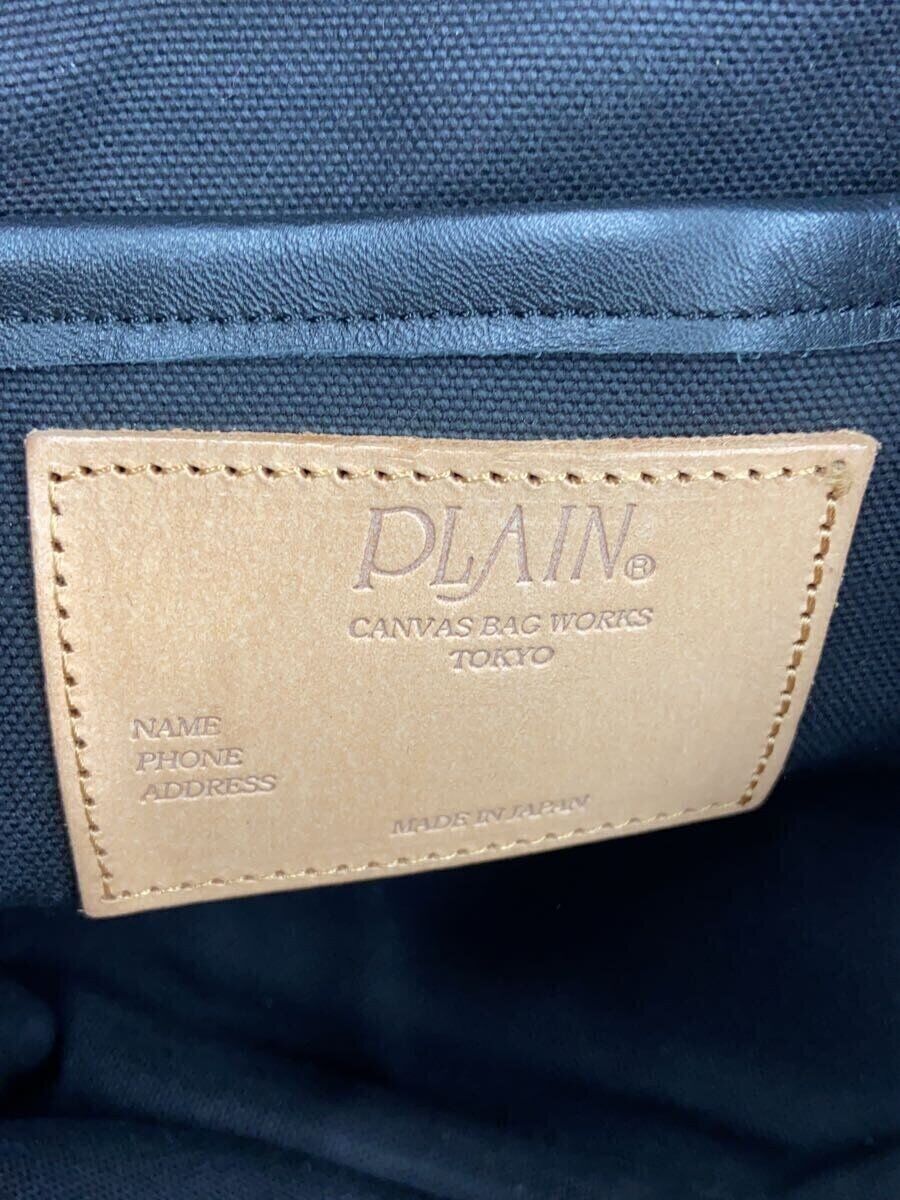 PLAIN®
CANVAS BAG WORKS
TOKYO
NAME
PHONE
ADDRESS
MADE IN JAPAN